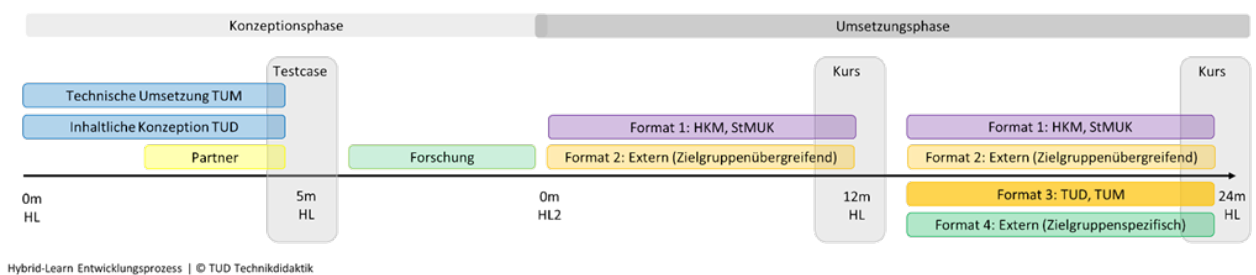 Konzeptionsphase
Umsetzungsphase
Testcase
Kurs
Kurs
Technische Umsetzung TUM
Inhaltliche Konzeption TUD
Format 1: HKM, StMUK
Format 1: HKM, StMUK
Partner
Forschung
Format 2: Extern (Zielgruppenübergreifend)
Format 2: Extern (Zielgruppenübergreifend)
0m
HL
5m
HL
0m
HL2
12m
HL
Format 3: TUD, TUM
24m
HL
Format 4: Extern (Zielgruppenspezifisch)
Hybrid-Learn Entwicklungsprozess | © TUD Technikdidaktik